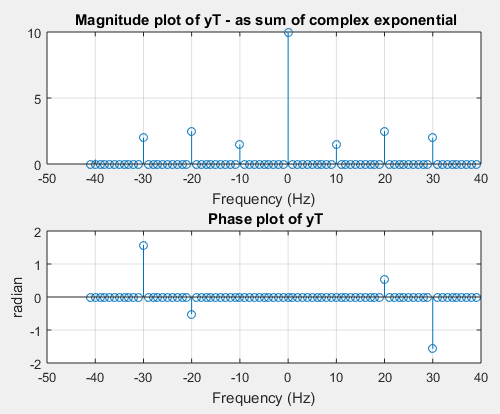 Magnitude plot of yT - as sum of complex exponential
10
5
0
-50 -40 -30 -20 -10 0 10 20 30 40
Frequency (Hz)
Phase plot of yT
2
1
0
-1
-2
radian
-50 -40 -30 -20 -10 0 10 20 30 40
Frequency (Hz)